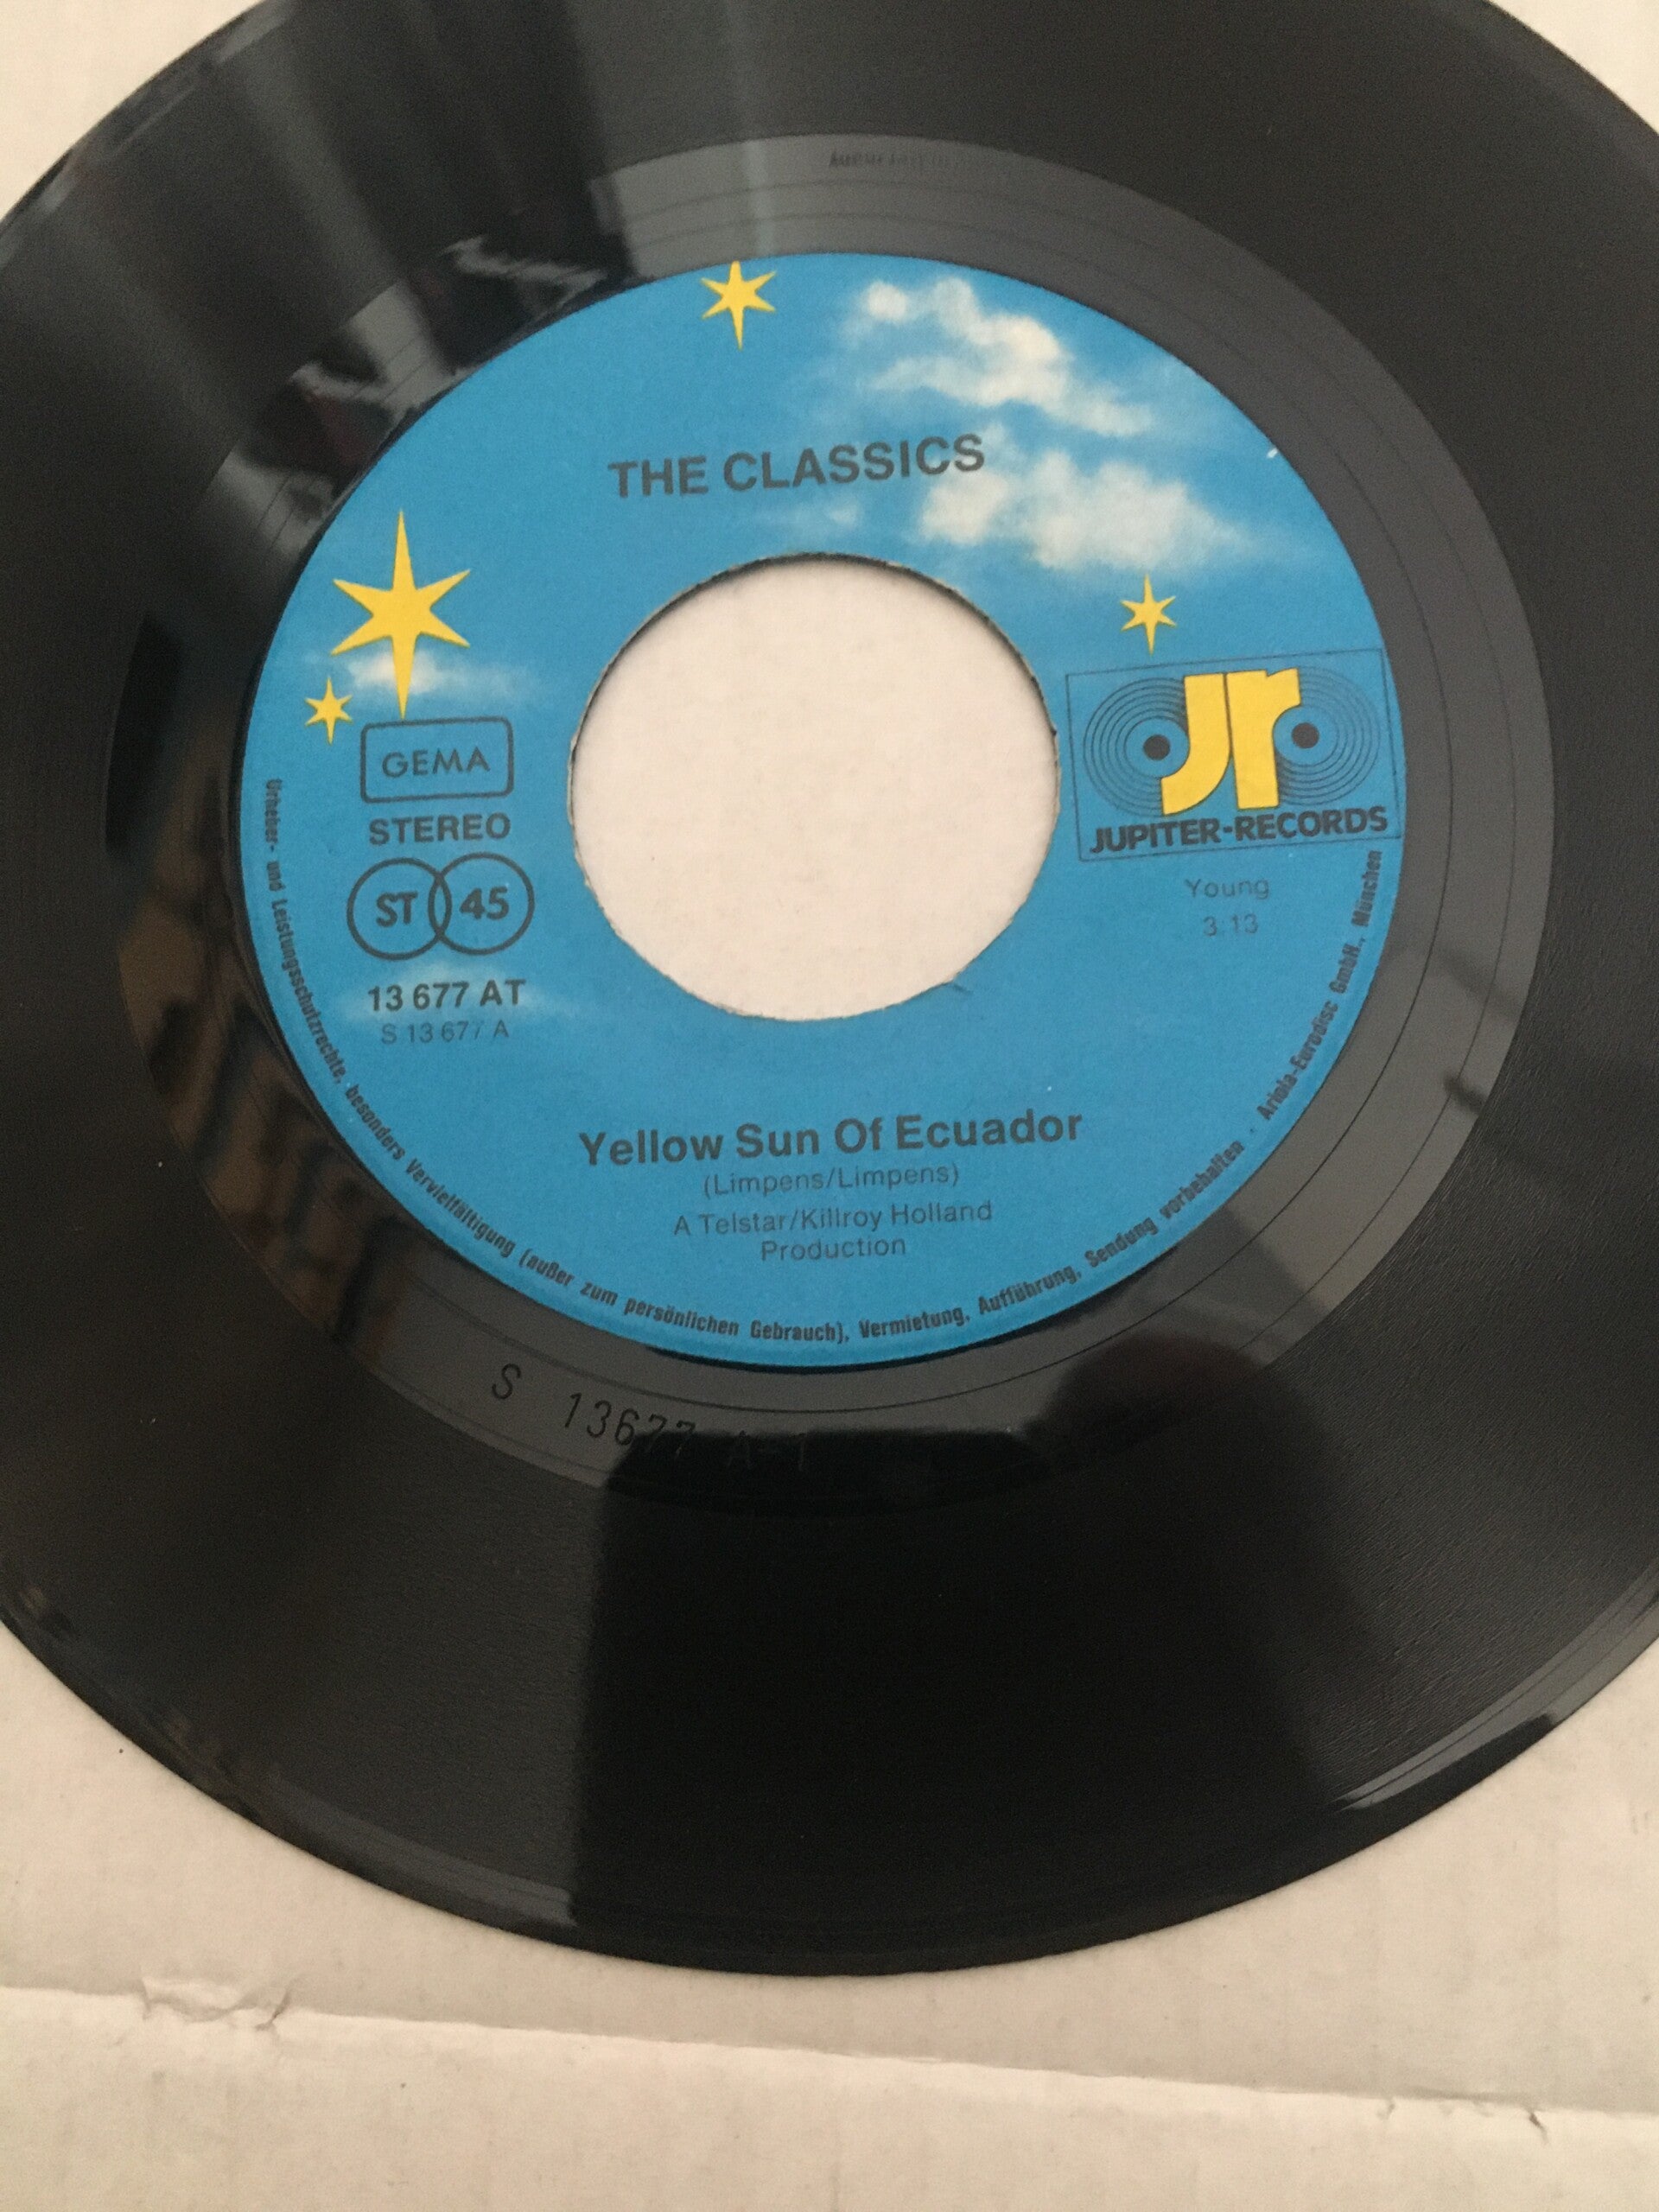 THE CLASSICS
GEMA
STEREO
ST 45
13 677 AT
S 13 677 A
jr
JUPITER-RECORDS
Young
3:13
Yellow Sun Of Ecuador
(Limpens/Limpens)
A Telstar/Killroy Holland
Production
Urheber- und Leistungsschutzrechte, besonders Vervielfältigung (außer zum persönlichen Gebrauch), Vermietung, Aufführung, Sendung vorbehalten · Ariola-Eurodisc GmbH., München
S 13677 A-1